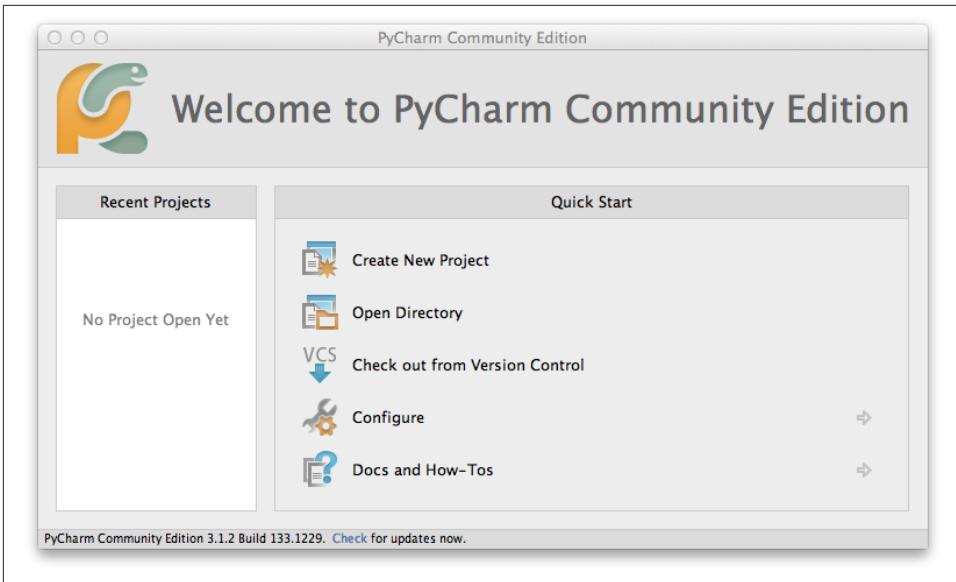 PyCharm Community Edition
Welcome to PyCharm Community Edition
Recent Projects
No Project Open Yet
Quick Start
Create New Project
Open Directory
VCS
Check out from Version Control
Configure
Docs and How-Tos
PyCharm Community Edition 3.1.2 Build 133.1229. Check for updates now.